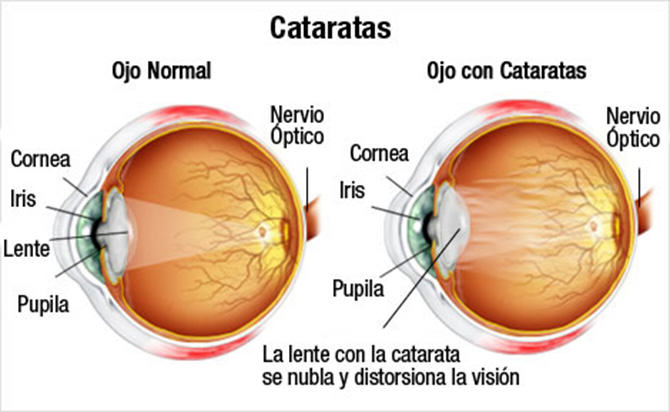 Cataratas
Ojo Normal
Nervio
Óptico
Cornea
Iris
Lente
Pupila
Ojo con Cataratas
Nervio
Óptico
Cornea
Iris
Pupila
La lente con la catarata
se nubla y distorsiona la visión